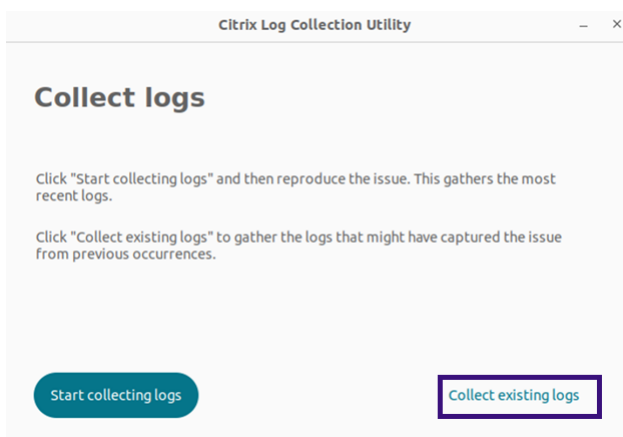 Citrix Log Collection Utility
Collect logs
Click "Start collecting logs" and then reproduce the issue. This gathers the most
recent logs.
Click "Collect existing logs" to gather the logs that might have captured the issue
from previous occurrences.
Start collecting logs
Collect existing logs